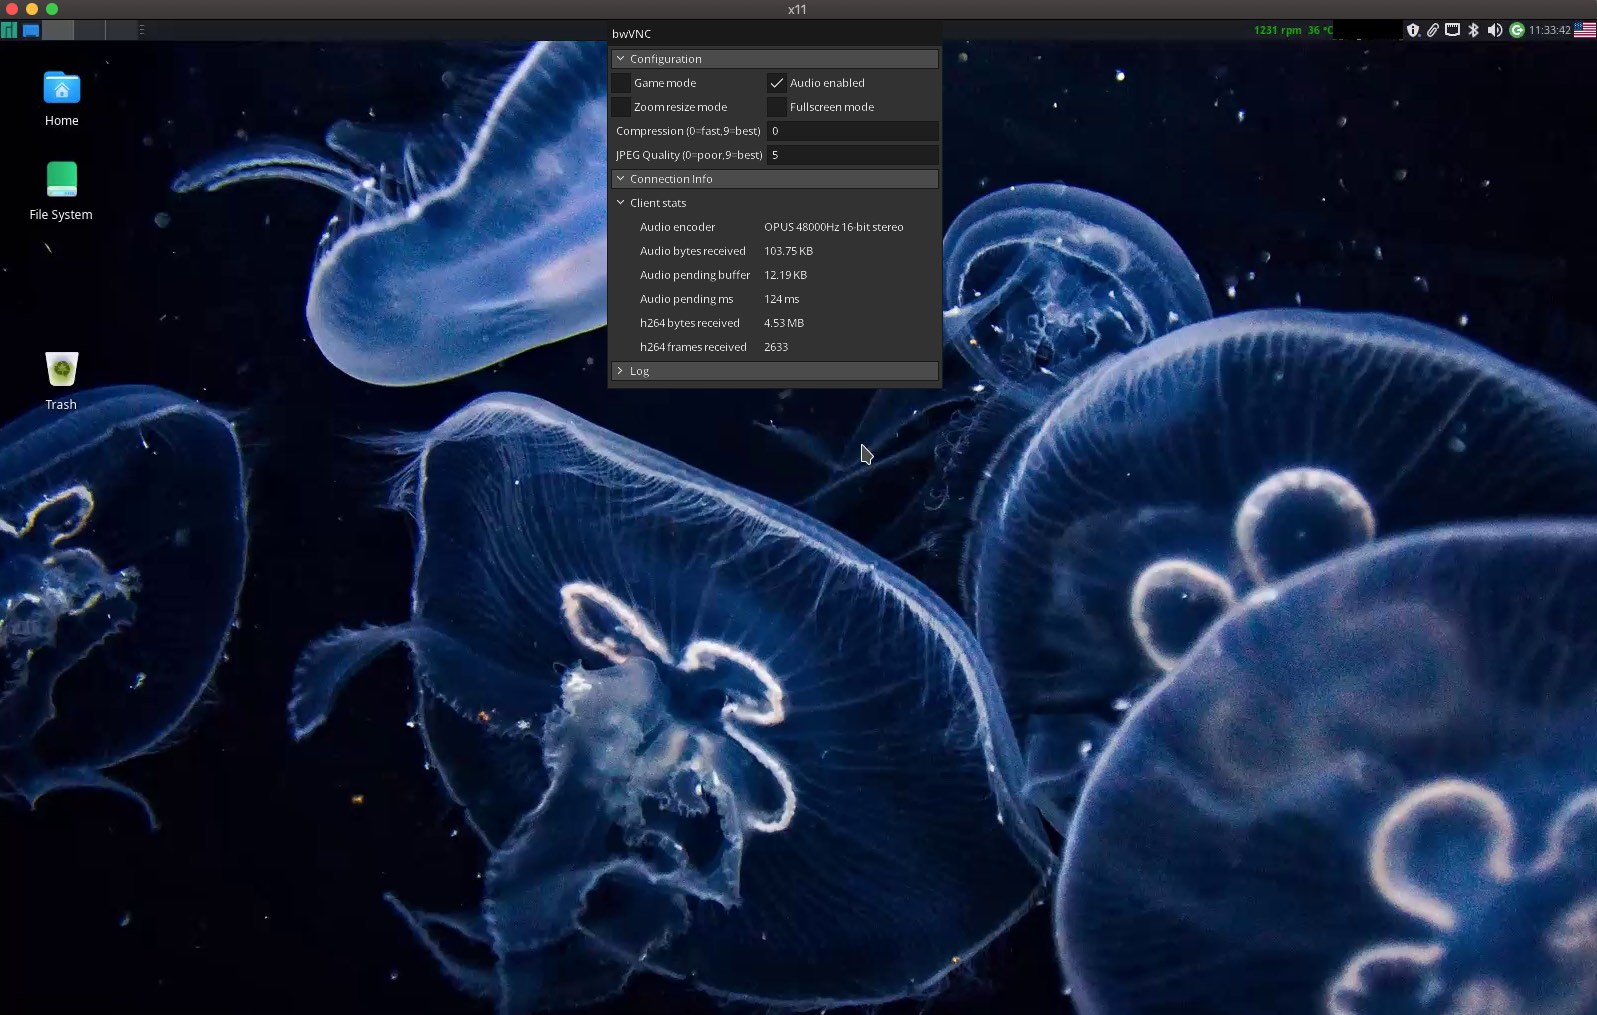 x11
1231 rpm 36 °C
11:33:42
bwVNC
Configuration
Game mode
Audio enabled
Zoom resize mode
Fullscreen mode
Compression (0=fast,9=best) 0
JPEG Quality (0=poor,9=best) 5
Connection Info
Client stats
Audio encoder OPUS 48000Hz 16-bit stereo
Audio bytes received 103.75 KB
Audio pending buffer 12.19 KB
Audio pending ms 124 ms
h264 bytes received 4.53 MB
h264 frames received 2633
Log
Home
File System
Trash